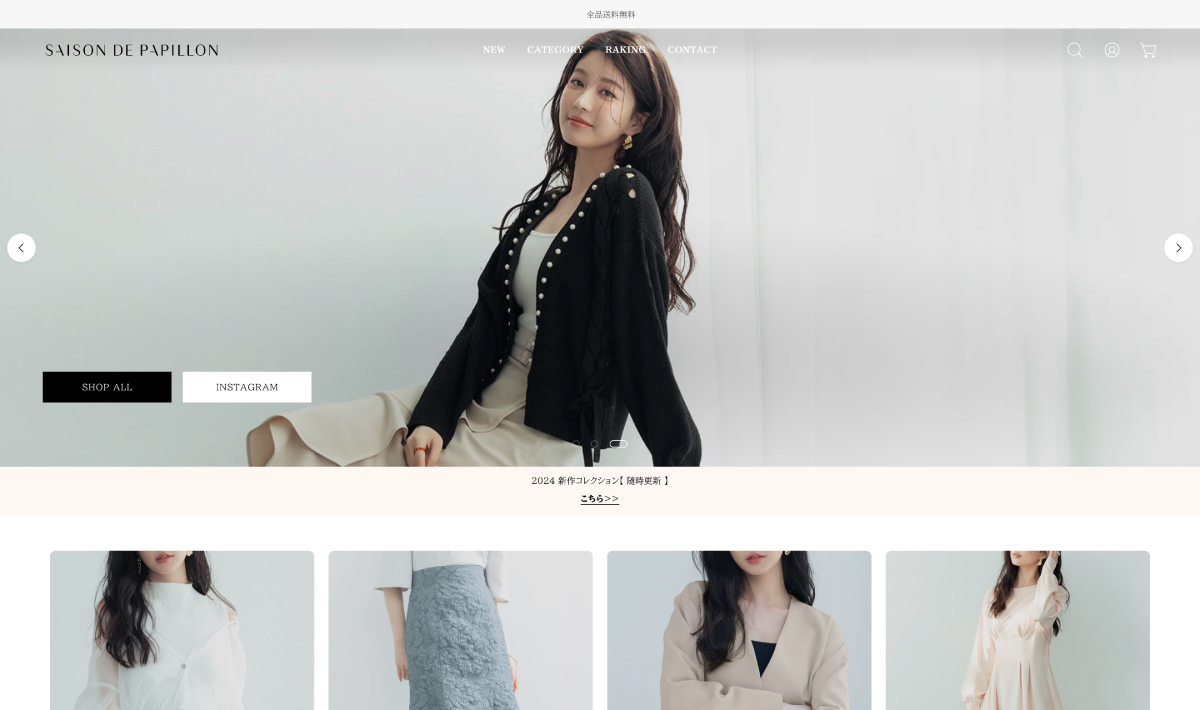 全品送料無料
SAISON DE PAPILLON
NEW CATEGORY RAKING CONTACT
SHOP ALL INSTAGRAM
2024 新作コレクション【 随時更新 】
こちら>>